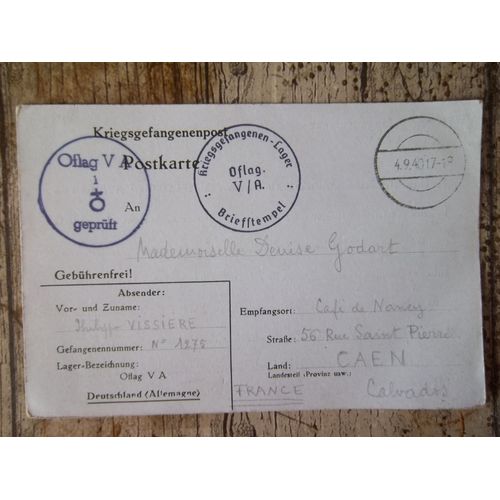 Kriegsgefangenenpost
Postkarte
Oflag V A
1
geprüft
Kriegsgefangenen-Lager
Oflag.
V/A.
Briefstempel
4.9.40 17-18
An
Mademoiselle Denise Godart
Gebührenfrei!
Absender:
Vor- und Zuname:
Philippe VISSIERE
Gefangenennummer: N° 1275
Lager-Bezeichnung:
Oflag V A
Deutschland (Allemagne)
Empfangsort: Café de Nancy
Straße: 56 Rue Saint Pierre
Land: CAEN
Landesteil (Provinz usw.)
FRANCE Calvados